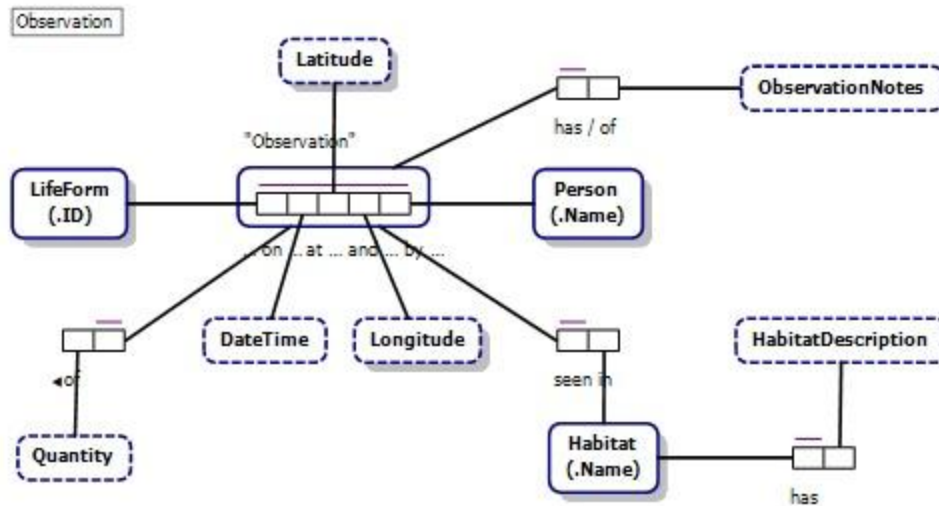 Observation
Latitude
ObservationNotes
has / of
"Observation"
LifeForm
(.ID)
Person
(.Name)
... on ... at ... and ... by ...
DateTime
Longitude
HabitatDescription
◂of
seen in
Quantity
Habitat
(.Name)
has